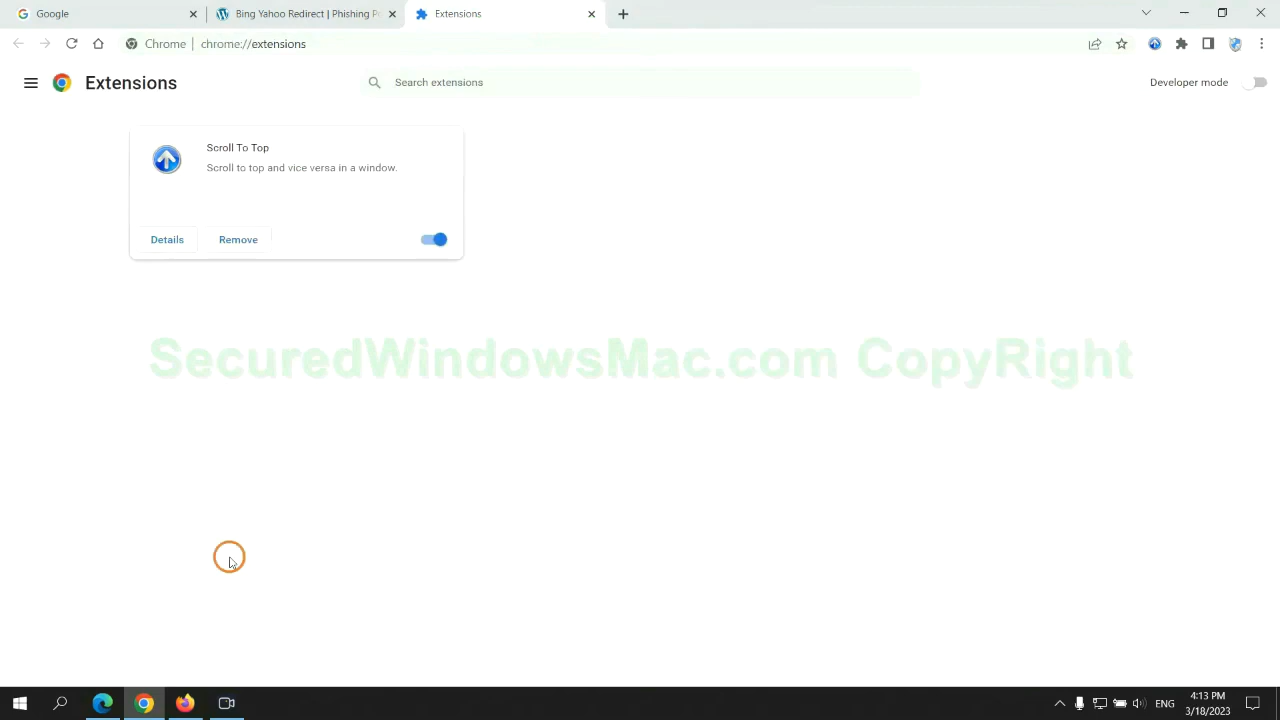 Google
Bing Yahoo Redirect | Phishing P
Extensions
Chrome
chrome://extensions
Extensions
Search extensions
Developer mode
Scroll To Top
Scroll to top and vice versa in a window.
Details
Remove
SecuredWindowsMac.com CopyRight
ENG
4:13 PM
3/18/2023